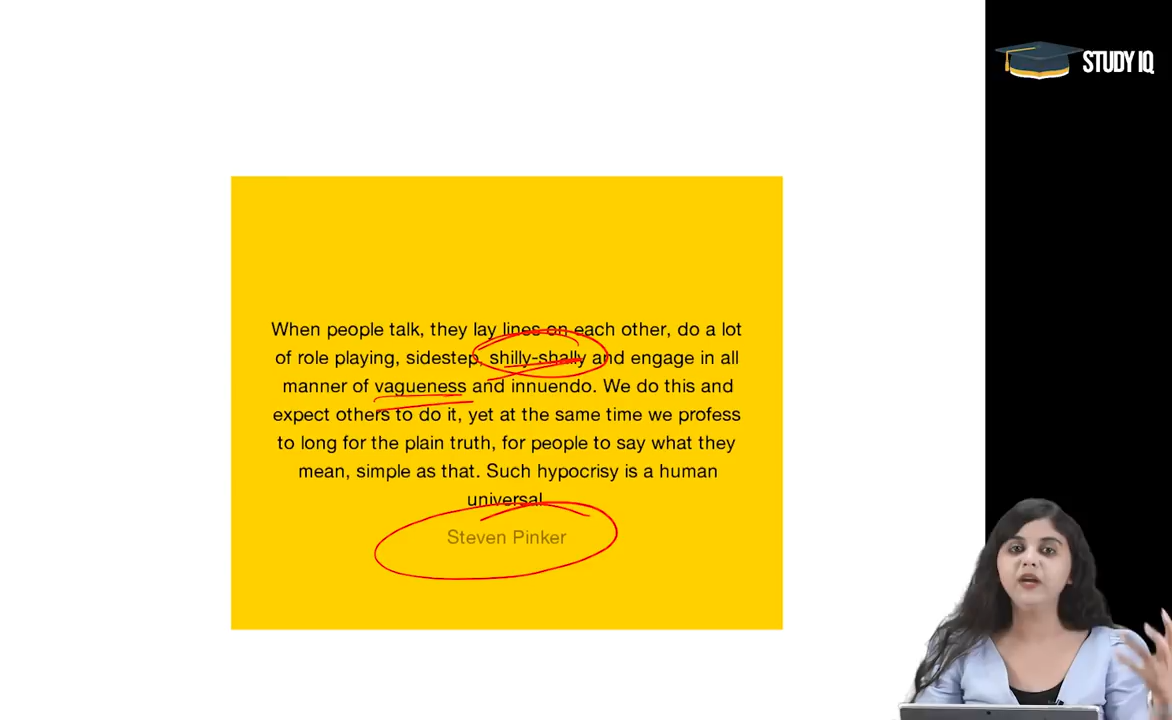 STUDY IQ
When people talk, they lay lines on each other, do a lot
of role playing, sidestep, shilly-shally and engage in all
manner of vagueness and innuendo. We do this and
expect others to do it, yet at the same time we profess
to long for the plain truth, for people to say what they
mean, simple as that. Such hypocrisy is a human
universal.
Steven Pinker